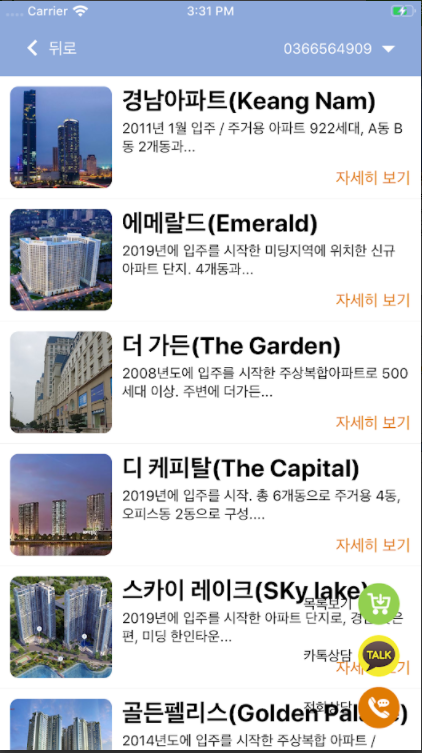 Carrier 3:31 PM
뒤로 0366564909
경남아파트(Keang Nam)
2011년 1월 입주 / 주거용 아파트 922세대, A동 B
동 2개동과...
자세히 보기
에메랄드(Emerald)
2019년에 입주를 시작한 미딩지역에 위치한 신규
아파트 단지. 4개동과...
자세히 보기
더 가든(The Garden)
2008년도에 입주를 시작한 주상복합아파트로 500
세대 이상. 주변에 더가든...
자세히 보기
디 케피탈(The Capital)
2019년에 입주를 시작. 총 6개동으로 주거용 4동,
오피스동 2동으로 구성....
자세히 보기
스카이 레이크(SKy lake)
목록보기
2019년에 입주를 시작한 아파트 단지로,
편, 미딩 한인타운...
카톡상담 TALK
자세히 보기
전화상담
골든펠리스(Golden Palace)
2014년도에 입주를 시작한 주상복합 아파트 /